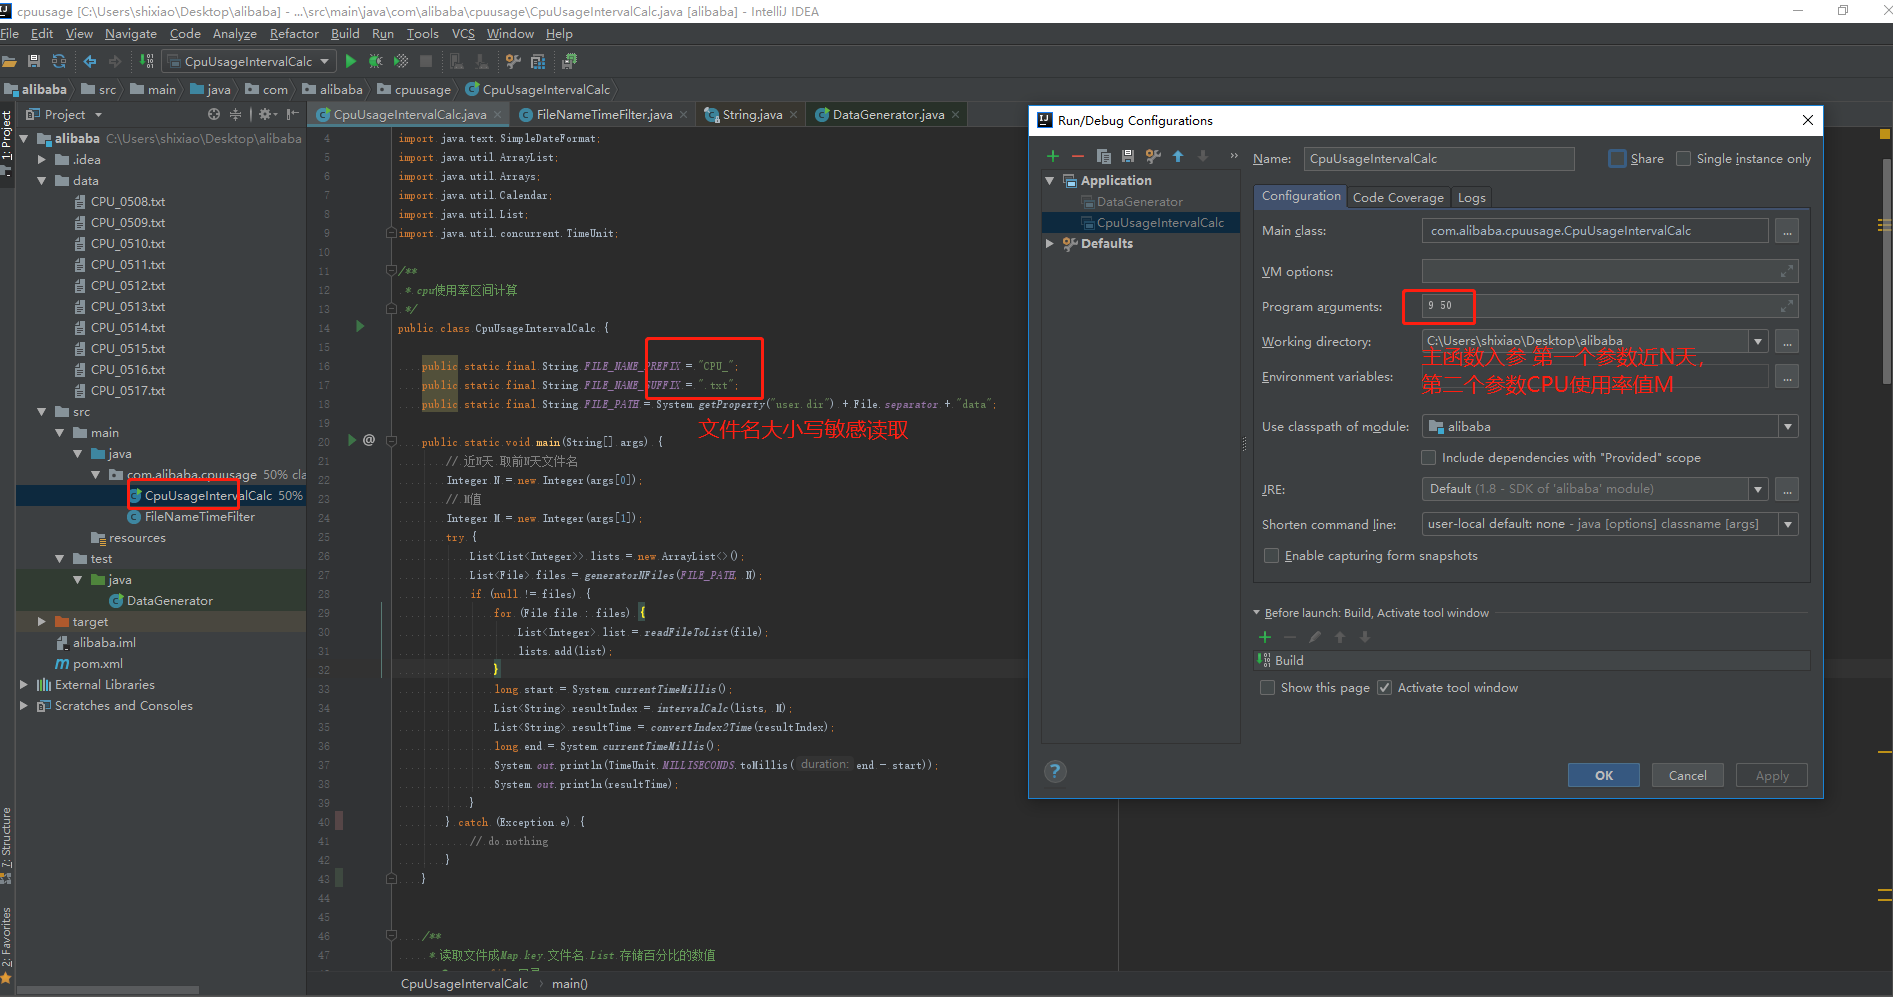 cpuusage [C:\Users\shixiao\Desktop\alibaba] - ...\src\main\java\com\alibaba\cpuusage\CpuUsageIntervalCalc.java [alibaba] - IntelliJ IDEA
File Edit View Navigate Code Analyze Refactor Build Run Tools VCS Window Help
CpuUsageIntervalCalc
alibaba src main java com alibaba cpuusage CpuUsageIntervalCalc
1: Project
7: Structure
2: Favorites
Project
alibaba C:\Users\shixiao\Desktop\alibaba
.idea
data
CPU_0508.txt
CPU_0509.txt
CPU_0510.txt
CPU_0511.txt
CPU_0512.txt
CPU_0513.txt
CPU_0514.txt
CPU_0515.txt
CPU_0516.txt
CPU_0517.txt
src
main
java
com.alibaba.cpuusage 50% cla
CpuUsageIntervalCalc 50%
FileNameTimeFilter
resources
test
java
DataGenerator
target
alibaba.iml
pom.xml
External Libraries
Scratches and Consoles
CpuUsageIntervalCalc.java FileNameTimeFilter.java String.java DataGenerator.java
4 import java.text.SimpleDateFormat;
5 import java.util.ArrayList;
6 import java.util.Arrays;
7 import java.util.Calendar;
8 import java.util.List;
9 import java.util.concurrent.TimeUnit;
10
11 /**
12 * cpu使用率区间计算
13 */
14 public class CpuUsageIntervalCalc {
15
16 public static final String FILE_NAME_PREFIX = "CPU_";
17 public static final String FILE_NAME_SUFFIX = ".txt";
18 public static final String FILE_PATH = System.getProperty("user.dir") + File.separator + "data";
19
文件名大小写敏感读取
20 @ public static void main(String[] args) {
21 // 近N天 取前N天文件名
22 Integer N = new Integer(args[0]);
23 // M值
24 Integer M = new Integer(args[1]);
25 try {
26 List<List<Integer>> lists = new ArrayList<>();
27 List<File> files = generatorNFiles(FILE_PATH, N);
28 if (null != files) {
29 for (File file : files) {
30 List<Integer> list = readFileToList(file);
31 lists.add(list);
32 }
33 long start = System.currentTimeMillis();
34 List<String> resultIndex = intervalCalc(lists, M);
35 List<String> resultTime = convertIndex2Time(resultIndex);
36 long end = System.currentTimeMillis();
37 System.out.println(TimeUnit.MILLISECONDS.toMillis( duration: end - start));
38 System.out.println(resultTime);
39 }
40 } catch (Exception e) {
41 // do nothing
42 }
43 }
44
45
46 /**
47 * 读取文件成Map.key 文件名 List 存储百分比的数值
48
CpuUsageIntervalCalc main()
Run/Debug Configurations
Application
DataGenerator
CpuUsageIntervalCalc
Defaults
Name: CpuUsageIntervalCalc Share Single instance only
Configuration Code Coverage Logs
Main class: com.alibaba.cpuusage.CpuUsageIntervalCalc ...
VM options:
Program arguments: 9 50
Working directory: C:\Users\shixiao\Desktop\alibaba ...
主函数入参 第一个参数近N天,
Environment variables: ...
第二个参数CPU使用率值M
Use classpath of module: alibaba
Include dependencies with "Provided" scope
JRE: Default (1.8 - SDK of 'alibaba' module) ...
Shorten command line: user-local default: none - java [options] classname [args]
Enable capturing form snapshots
Before launch: Build, Activate tool window
Build
Show this page Activate tool window
? OK Cancel Apply